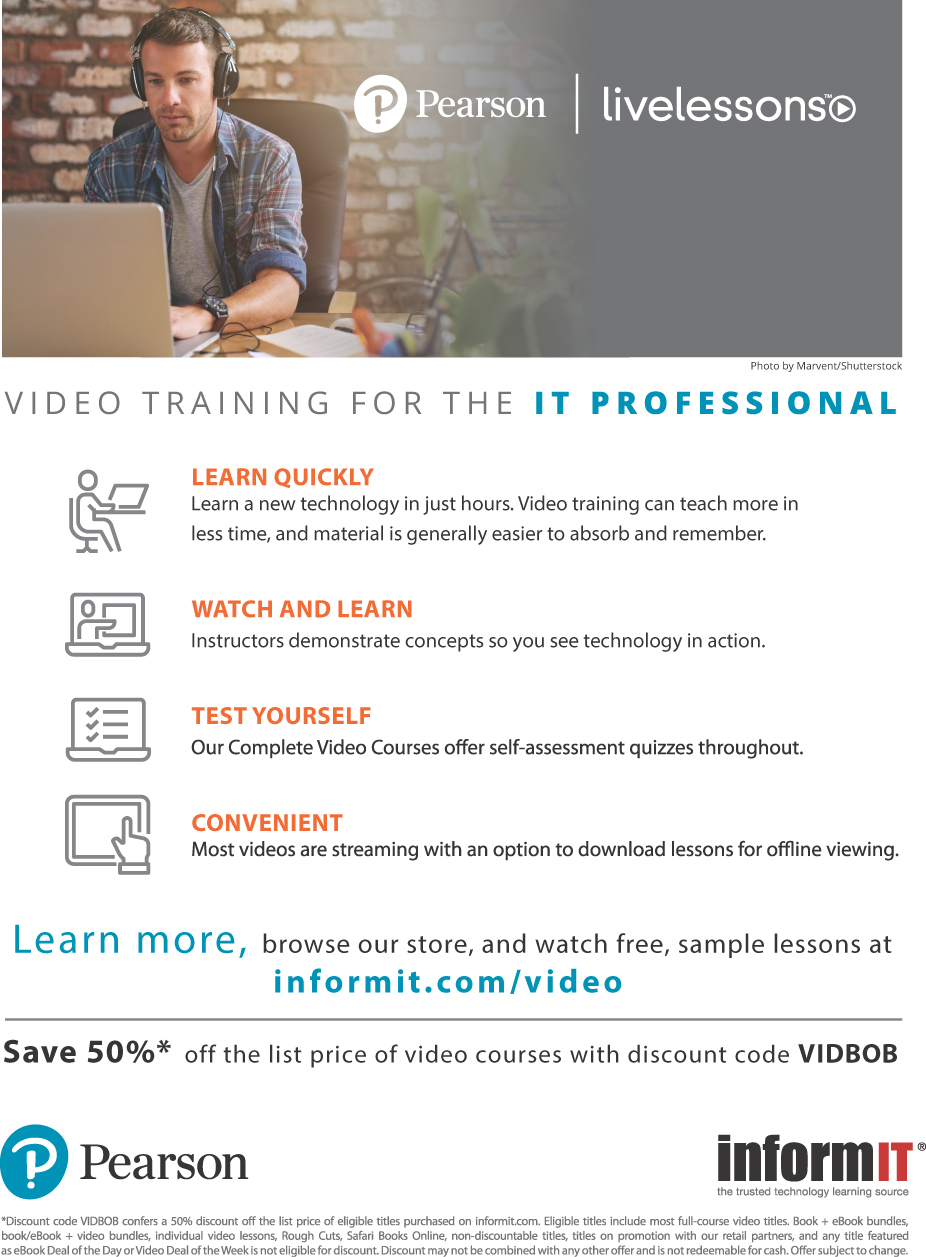 Pearson | livelessons™
Photo by Marvent/Shutterstock
VIDEO TRAINING FOR THE IT PROFESSIONAL
LEARN QUICKLY
Learn a new technology in just hours. Video training can teach more in
less time, and material is generally easier to absorb and remember.
WATCH AND LEARN
Instructors demonstrate concepts so you see technology in action.
TEST YOURSELF
Our Complete Video Courses offer self-assessment quizzes throughout.
CONVENIENT
Most videos are streaming with an option to download lessons for offline viewing.
Learn more, browse our store, and watch free, sample lessons at
informit.com/video
Save 50%* off the list price of video courses with discount code VIDBOB
Pearson
informIT®
the trusted technology learning source
*Discount code VIDBOB confers a 50% discount off the list price of eligible titles purchased on informit.com. Eligible titles include most full-course video titles. Book + eBook bundles,
book/eBook + video bundles, individual video lessons, Rough Cuts, Safari Books Online, non-discountable titles, titles on promotion with our retail partners, and any title featured
as eBook Deal of the Day or Video Deal of the Week is not eligible for discount. Discount may not be combined with any other offer and is not redeemable for cash. Offer subject to change.